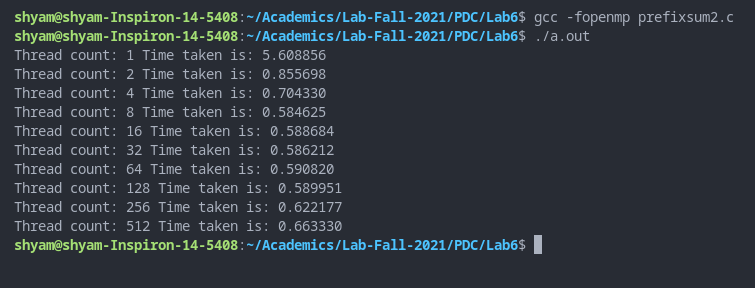 shyam@shyam-Inspiron-14-5408:~/Academics/Lab-Fall-2021/PDC/Lab6$ gcc -fopenmp prefixsum2.c
shyam@shyam-Inspiron-14-5408:~/Academics/Lab-Fall-2021/PDC/Lab6$ ./a.out
Thread count: 1 Time taken is: 5.608856
Thread count: 2 Time taken is: 0.855698
Thread count: 4 Time taken is: 0.704330
Thread count: 8 Time taken is: 0.584625
Thread count: 16 Time taken is: 0.588684
Thread count: 32 Time taken is: 0.586212
Thread count: 64 Time taken is: 0.590820
Thread count: 128 Time taken is: 0.589951
Thread count: 256 Time taken is: 0.622177
Thread count: 512 Time taken is: 0.663330
shyam@shyam-Inspiron-14-5408:~/Academics/Lab-Fall-2021/PDC/Lab6$